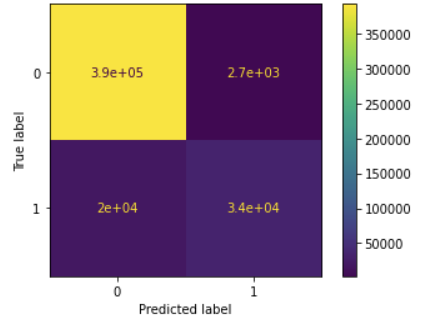 True label
0
1
3.9e+05 2.7e+03
2e+04 3.4e+04
0 1
Predicted label
350000
300000
250000
200000
150000
100000
50000